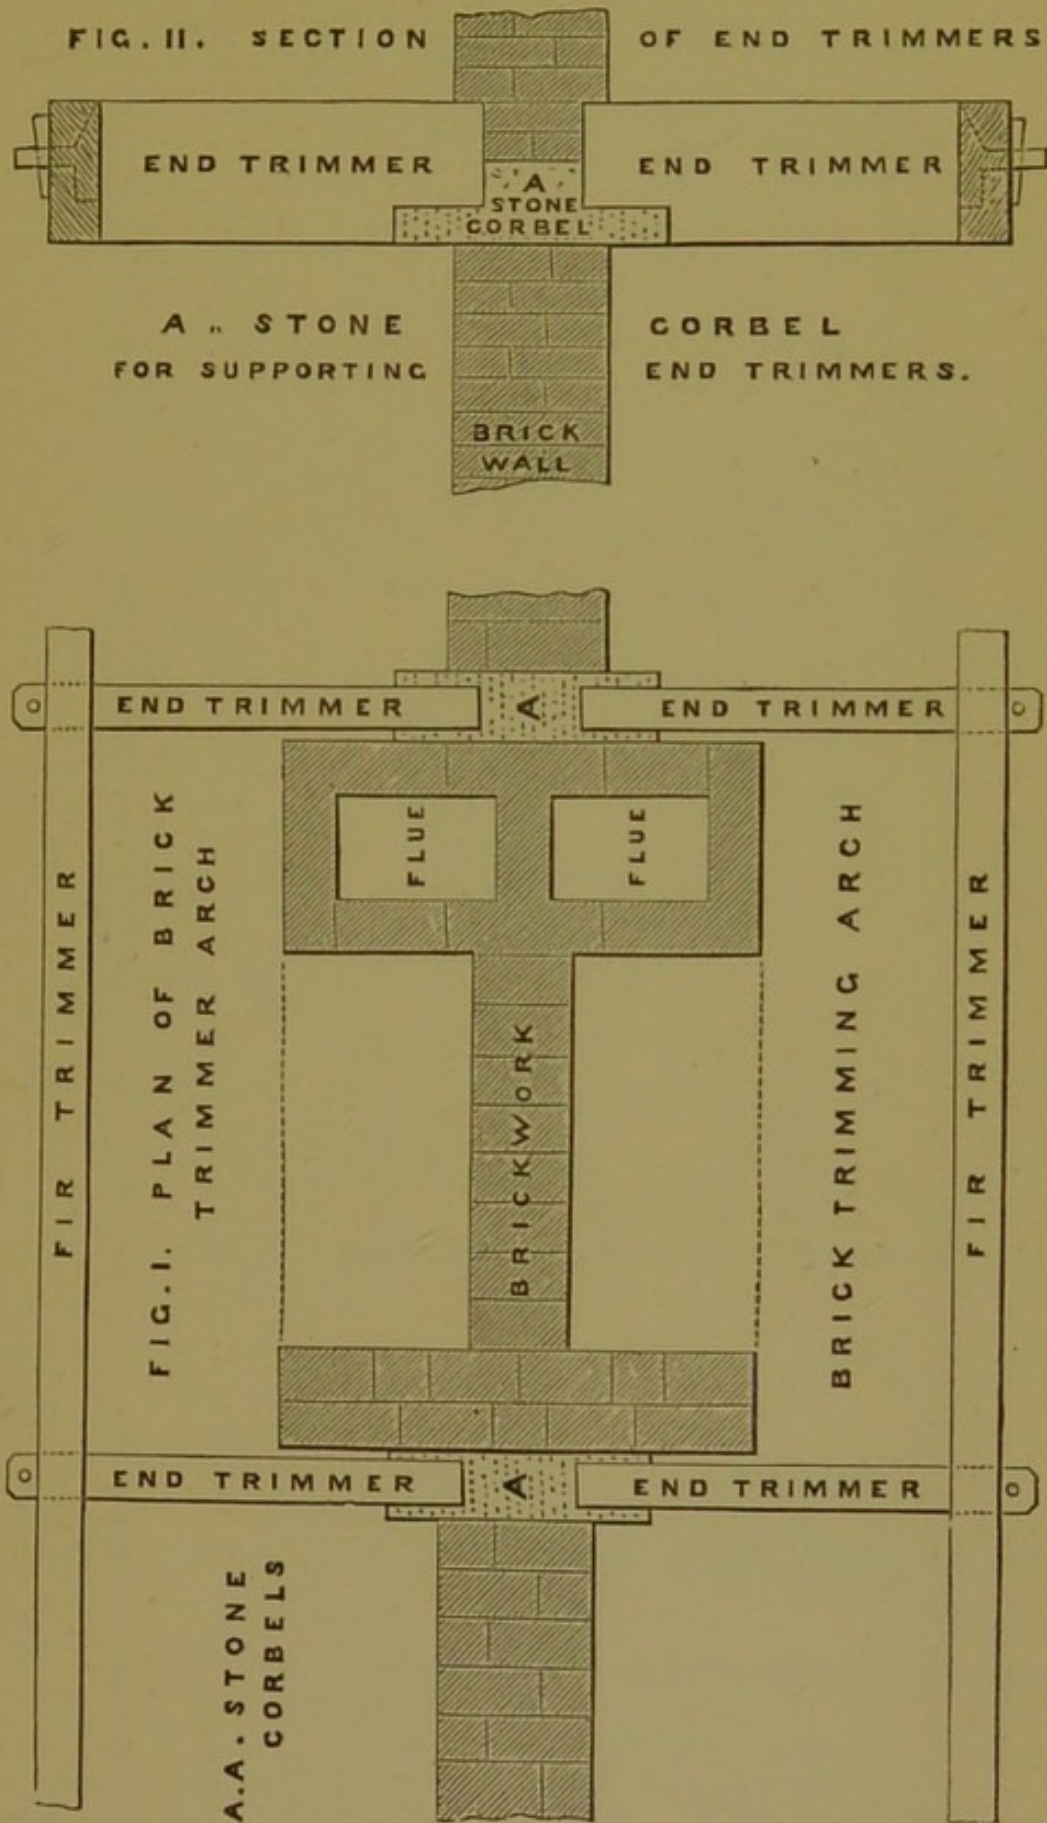 FIG. II. SECTION OF END TRIMMERS
END TRIMMER
END TRIMMER
A
STONE
CORBEL
A „ STONE CORBEL
FOR SUPPORTING END TRIMMERS.
BRICK
WALL
END TRIMMER
A
END TRIMMER
FLUE
FLUE
FIR TRIMMER
FIG. I. PLAN OF BRICK
TRIMMER ARCH
BRICKWORK
BRICK TRIMMING ARCH
FIR TRIMMER
END TRIMMER
A
END TRIMMER
A.A. STONE
CORBELS